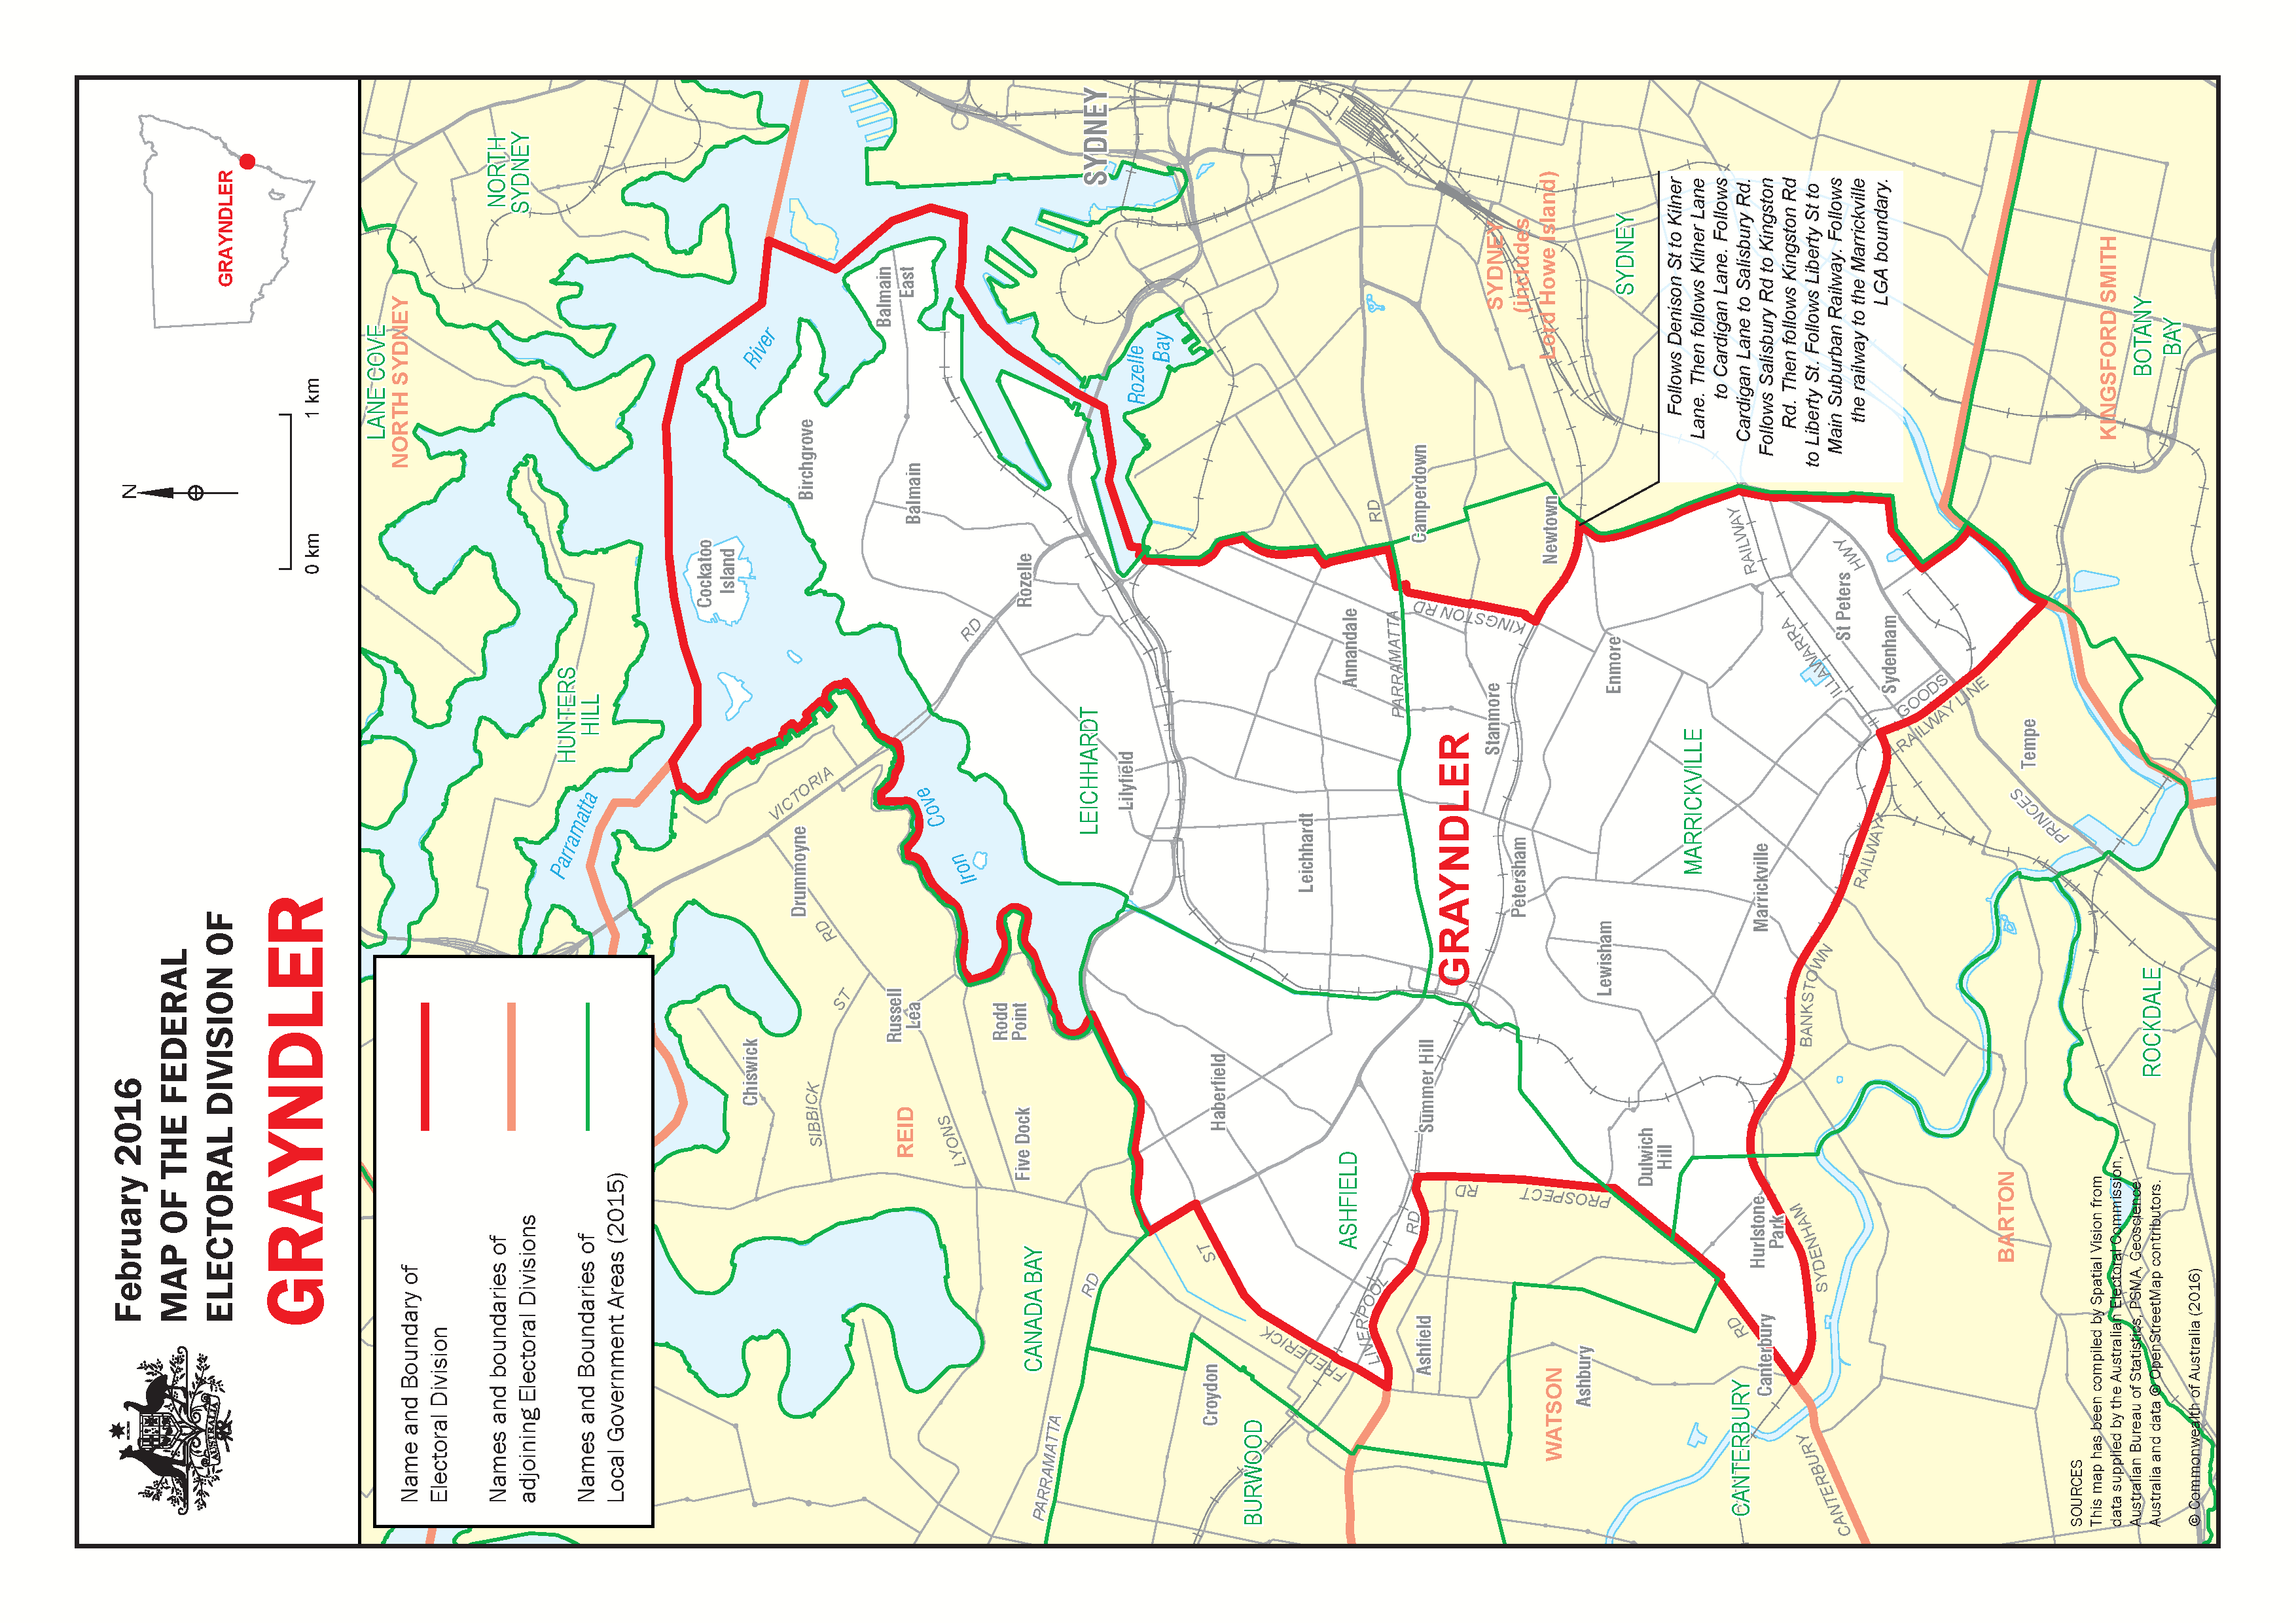 February 2016
MAP OF THE FEDERAL
ELECTORAL DIVISION OF
GRAYNDLER
AUSTRALIA
N
0 km
1 km
GRAYNDLER
Name and Boundary of
Electoral Division
Names and boundaries of
adjoining Electoral Divisions
Names and Boundaries of
Local Government Areas (2015)
LANE COVE
NORTH SYDNEY
NORTH
SYDNEY
HUNTERS
HILL
Parramatta
River
Cockatoo
Island
Birchgrove
Balmain
East
Balmain
VICTORIA
RD
Drummoyne
RD
Chiswick
SIBBICK
ST
Russell
Lea
REID
LYONS
Rodd
Point
Five Dock
Iron
Cove
Rozelle
SYDNEY
Rozelle
Bay
LEICHHARDT
Lilyfield
CANADA BAY
RD
PARRAMATTA
Haberfield
ST
FREDERICK
Croydon
BURWOOD
Leichhardt
Annandale
ASHFIELD
LIVERPOOL
RD
RD
Camperdown
PARRAMATTA
KINGSTON RD
GRAYNDLER
Summer Hill
Ashfield
RD
PROSPECT
Stanmore
Petersham
SYDNEY
(includes
Lord Howe Island)
Newtown
SYDNEY
Enmore
Lewisham
WATSON
Ashbury
Dulwich
Hill
MARRICKVILLE
Marrickville
Follows Denison St to Kilner
Lane. Then follows Kilner Lane
to Cardigan Lane. Follows
Cardigan Lane to Salisbury Rd.
Follows Salisbury Rd to Kingston
Rd. Then follows Kingston Rd
to Liberty St. Follows Liberty St to
Main Suburban Railway. Follows
the railway to the Marrickville
LGA boundary.
RAILWAY
ILLAWARRA
HWY
St Peters
Sydenham
GOODS
RAILWAY LINE
RAILWAY
BANKSTOWN
Hurlstone
Park
SYDENHAM
RD
Canterbury
CANTERBURY
CANTERBURY
Tempe
PRINCES
BARTON
KINGSFORD SMITH
BOTANY
BAY
ROCKDALE
SOURCES
This map has been compiled by Spatial Vision from
data supplied by the Australian Electoral Commission,
Australian Bureau of Statistics, PSMA, Geoscience
Australia and data © OpenStreetMap contributors.
© Commonwealth of Australia (2016)